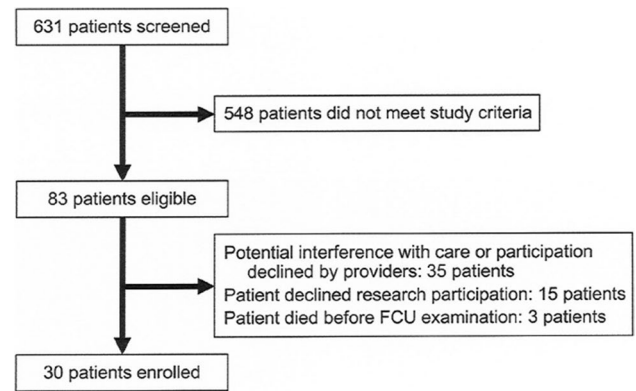 631 patients screened
548 patients did not meet study criteria
83 patients eligible
Potential interference with care or participation
declined by providers: 35 patients
Patient declined research participation: 15 patients
Patient died before FCU examination: 3 patients
30 patients enrolled